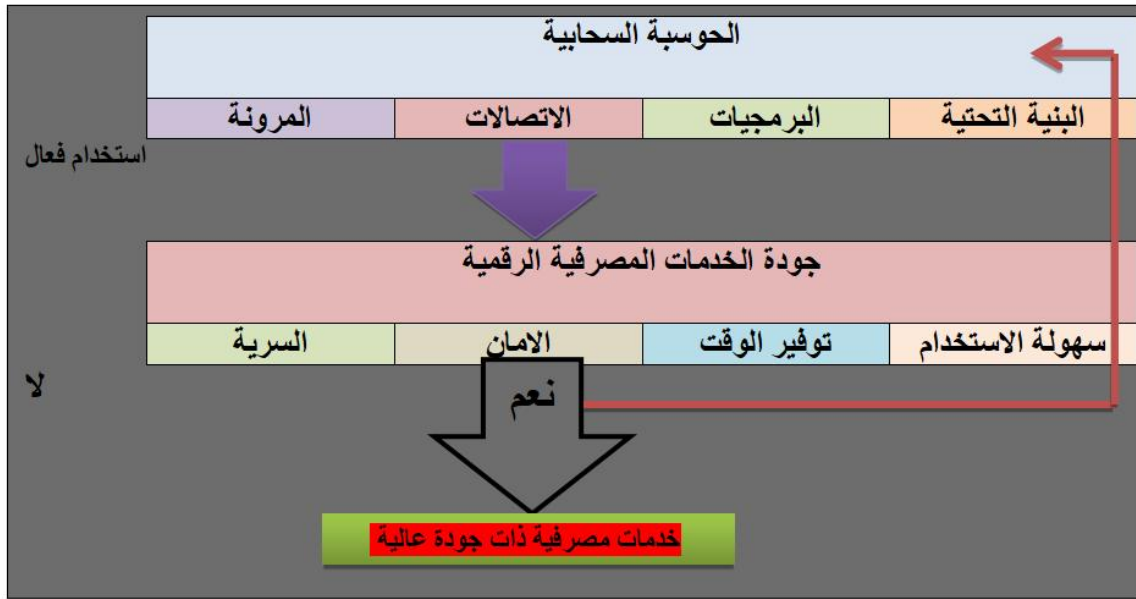 الحوسبة السحابية
البنية التحتية البرمجيات الاتصالات المرونة
استخدام فعال
جودة الخدمات المصرفية الرقمية
سهولة الاستخدام توفير الوقت الامان السرية
لا
نعم
خدمات مصرفية ذات جودة عالية